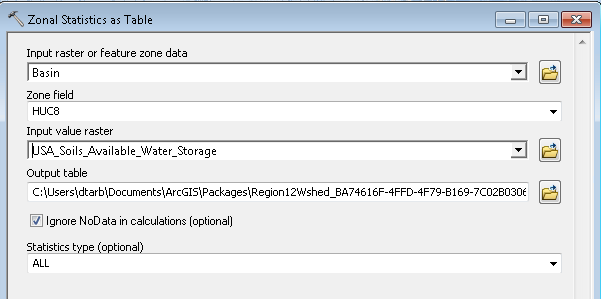 Zonal Statistics as Table
Input raster or feature zone data
Basin
Zone field
HUC8
Input value raster
USA_Soils_Available_Water_Storage
Output table
C:\Users\dtarb\Documents\ArcGIS\Packages\Region12Wshed_BA74616F-4FFD-4F79-B169-7C02B0306
Ignore NoData in calculations (optional)
Statistics type (optional)
ALL